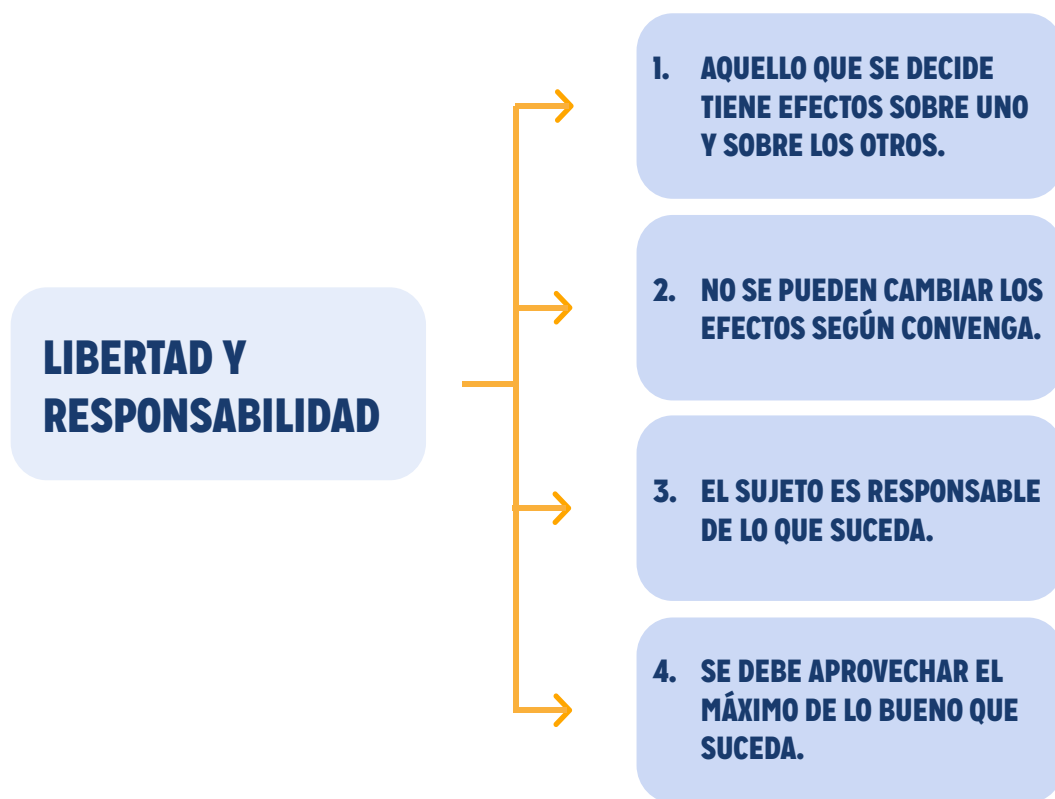 LIBERTAD Y
RESPONSABILIDAD
1. AQUELLO QUE SE DECIDE
TIENE EFECTOS SOBRE UNO
Y SOBRE LOS OTROS.
2. NO SE PUEDEN CAMBIAR LOS
EFECTOS SEGÚN CONVENGA.
3. EL SUJETO ES RESPONSABLE
DE LO QUE SUCEDA.
4. SE DEBE APROVECHAR EL
MÁXIMO DE LO BUENO QUE
SUCEDA.